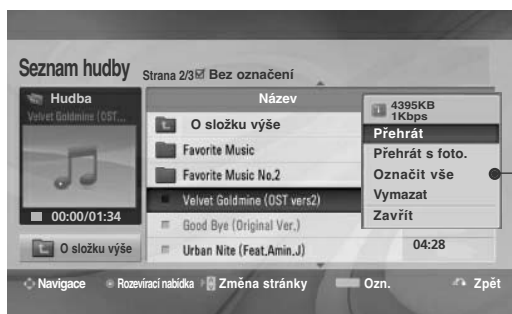 Seznam hudby
Strana 2/3 Bez označení
Hudba
Velvet Goldmine (OST...
00:00/01:34
O složku výše
Název
O složku výše
Favorite Music
Favorite Music No.2
Velvet Goldmine (OST vers2)
Good Bye (Original Ver.)
Urban Nite (Feat.Amin.J)
04:28
4395KB
1Kbps
Přehrát
Přehrát s foto.
Označit vše
Vymazat
Zavřít
Navigace
Rozevírací nabídka
Změna stránky
Ozn.
Zpět